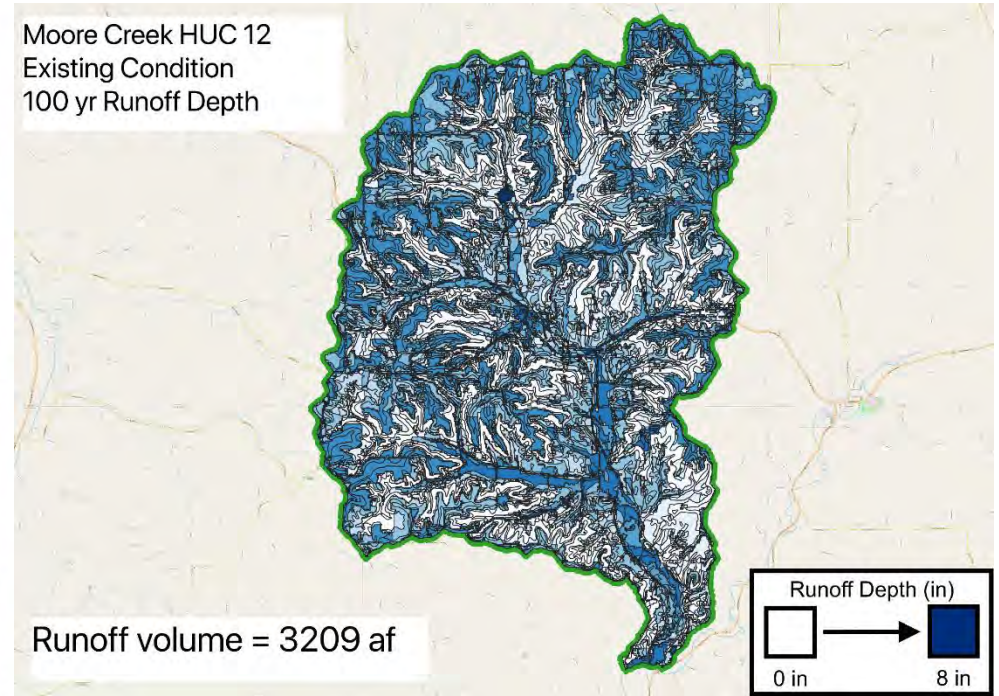 Moore Creek HUC 12
Existing Condition
100 yr Runoff Depth
Runoff volume = 3209 af
Runoff Depth (in)
0 in
8 in